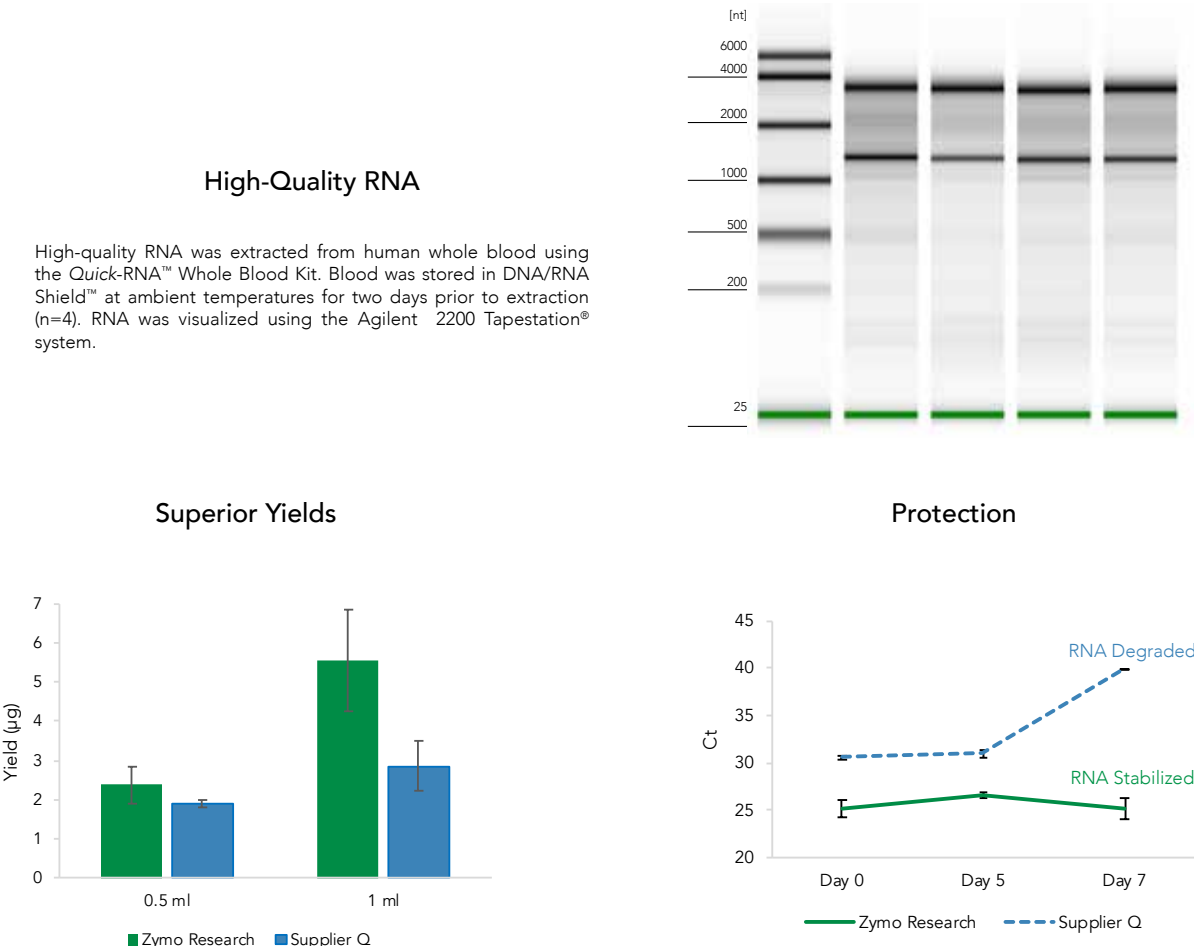 High-Quality RNA
High-quality RNA was extracted from human whole blood using
the Quick-RNA™ Whole Blood Kit. Blood was stored in DNA/RNA
Shield™ at ambient temperatures for two days prior to extraction
(n=4). RNA was visualized using the Agilent 2200 Tapestation®
system.
[nt]
6000
4000
2000
1000
500
200
25
Superior Yields
Yield (µg)
7
6
5
4
3
2
1
0
0.5 ml
1 ml
Zymo Research
Supplier Q
Protection
Ct
45
40
35
30
25
20
RNA Degraded
RNA Stabilized
Day 0
Day 5
Day 7
Zymo Research
Supplier Q